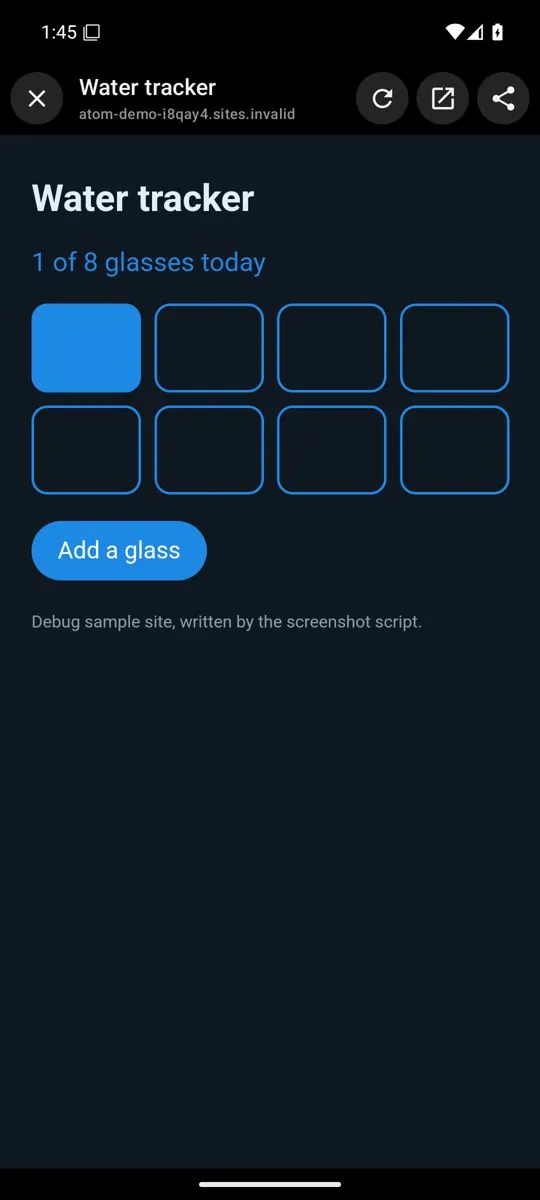 1:45
Water tracker
atom-demo-i8qay4.sites.invalid
Water tracker
1 of 8 glasses today
Add a glass
Debug sample site, written by the screenshot script.